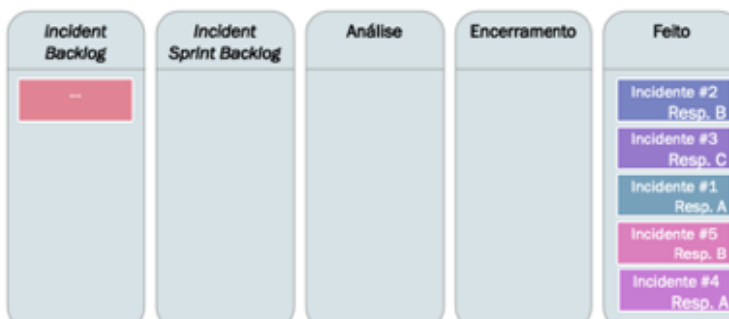 Incident
Backlog
Incident
Sprint Backlog
Análise
Encerramento
Feito
...
Incidente #2
Resp. B
Incidente #3
Resp. C
Incidente #1
Resp. A
Incidente #5
Resp. B
Incidente #4
Resp. A